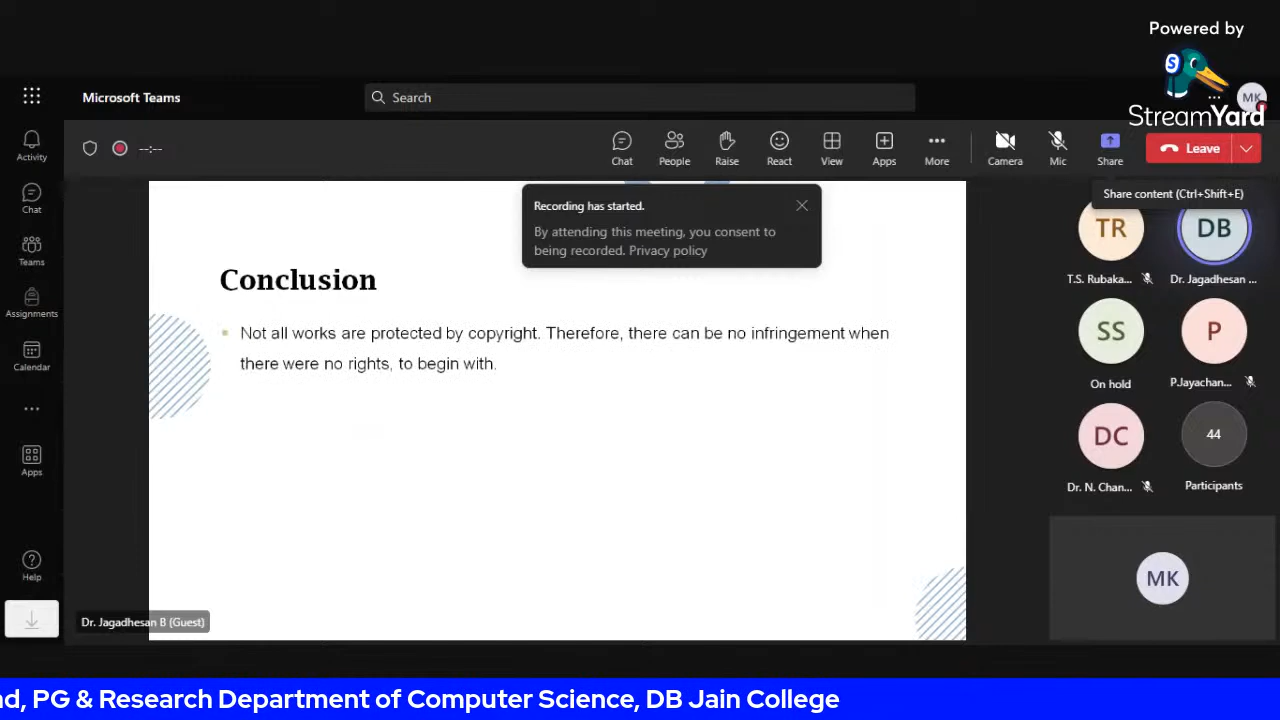 Powered by
StreamYard
Microsoft Teams
Search
MK
Activity
Chat
Teams
Assignments
Calendar
Apps
Help
--:--
Chat
People
Raise
React
View
Apps
More
Camera
Mic
Share
Leave
Share content (Ctrl+Shift+E)
Recording has started.
By attending this meeting, you consent to
being recorded. Privacy policy
Conclusion
Not all works are protected by copyright. Therefore, there can be no infringement when
there were no rights, to begin with.
Dr. Jagadhesan B (Guest)
TR
T.S. Rubaka...
DB
Dr. Jagadhesan ...
SS
On hold
P
P.Jayachan...
DC
Dr. N. Chan...
44
Participants
MK
nd, PG & Research Department of Computer Science, DB Jain College